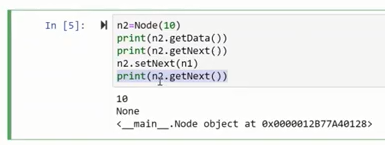 In [5]:
n2=Node(10)
print(n2.getData())
print(n2.getNext())
n2.setNext(n1)
print(n2.getNext())
10
None
<__main__.Node object at 0x0000012B77A40128>